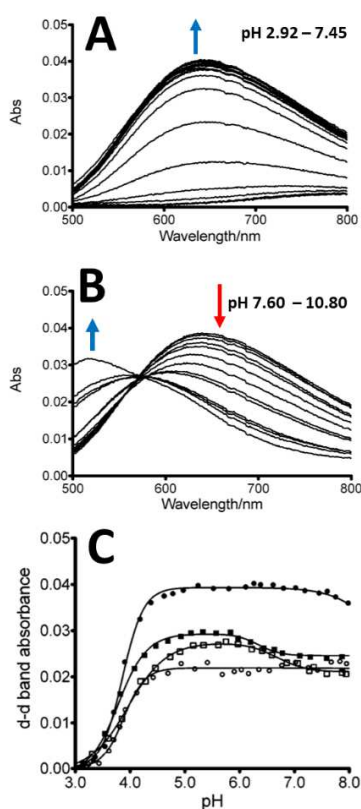 A
pH 2.92 – 7.45
Abs
0.05
0.04
0.03
0.02
0.01
0.00
500
600
700
800
Wavelength/nm
B
pH 7.60 – 10.80
Abs
0.05
0.04
0.03
0.02
0.01
0.00
500
600
700
800
Wavelength/nm
C
d-d band absorbance
0.05
0.04
0.03
0.02
0.01
0.00
3.0
4.0
5.0
6.0
7.0
8.0
pH